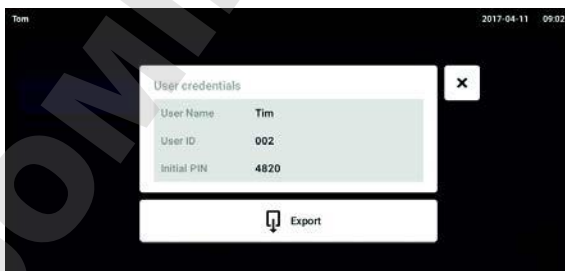 Tom 2017-04-11 09:02
User credentials
User Name Tim
User ID 002
Initial PIN 4820
Export